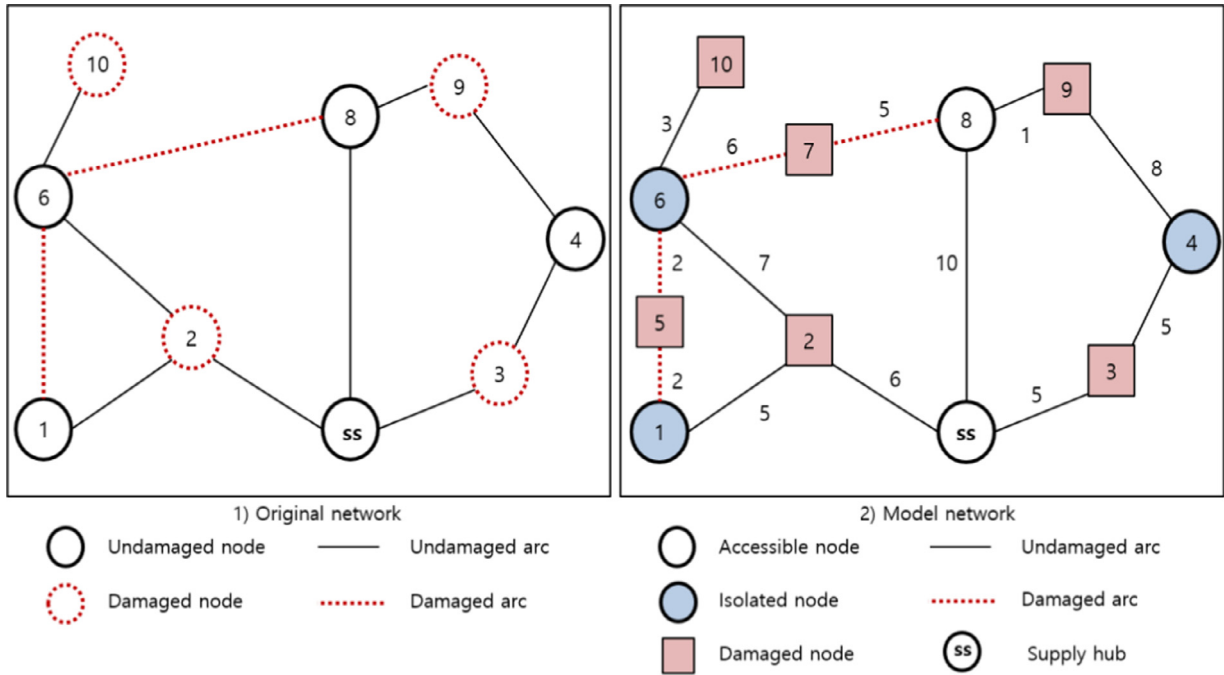 10
9
8
6
4
2
3
1
ss
10
9
5
8
3
6
7
1
8
6
4
2
7
10
5
2
5
3
2
6
5
1
5
ss
1) Original network
2) Model network
Undamaged node
Undamaged arc
Accessible node
Undamaged arc
Damaged node
Damaged arc
Isolated node
Damaged arc
Damaged node
ss
Supply hub